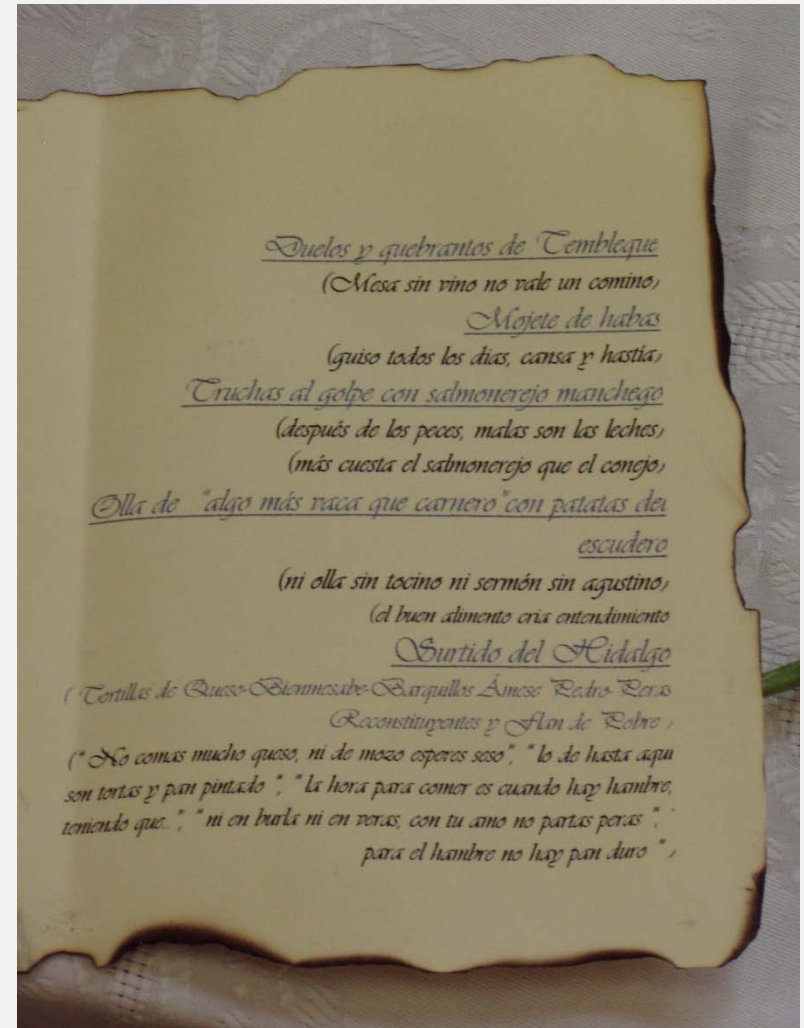 Duelos y quebrantos de Tembleque
(Mesa sin vino no vale un comino)
Mojete de habas
(guiso todos los dias, cansa y hastía)
Truchas al golpe con salmonerejo manchego
(después de los peces, malas son las leches)
(más cuesta el salmonerejo que el conejo)
Olla de "algo más vaca que carnero"con patatas del
escudero
(ni olla sin tocino ni sermón sin agustino)
(el buen alimento cria entendimiento
Surtido del Hidalgo
( Tortillas de Queso-Bienmesabe-Barquillos Ámese Pedro-Peras
Reconstituyentes y Flan de Pobre )
(" No comas mucho queso, ni de mozo esperes seso", " lo de hasta aqui
son tortas y pan pintado ", " la hora para comer es cuando hay hambre,
teniendo que..", " ni en burla ni en veras, con tu amo no partas peras ", "
para el hambre no hay pan duro " )